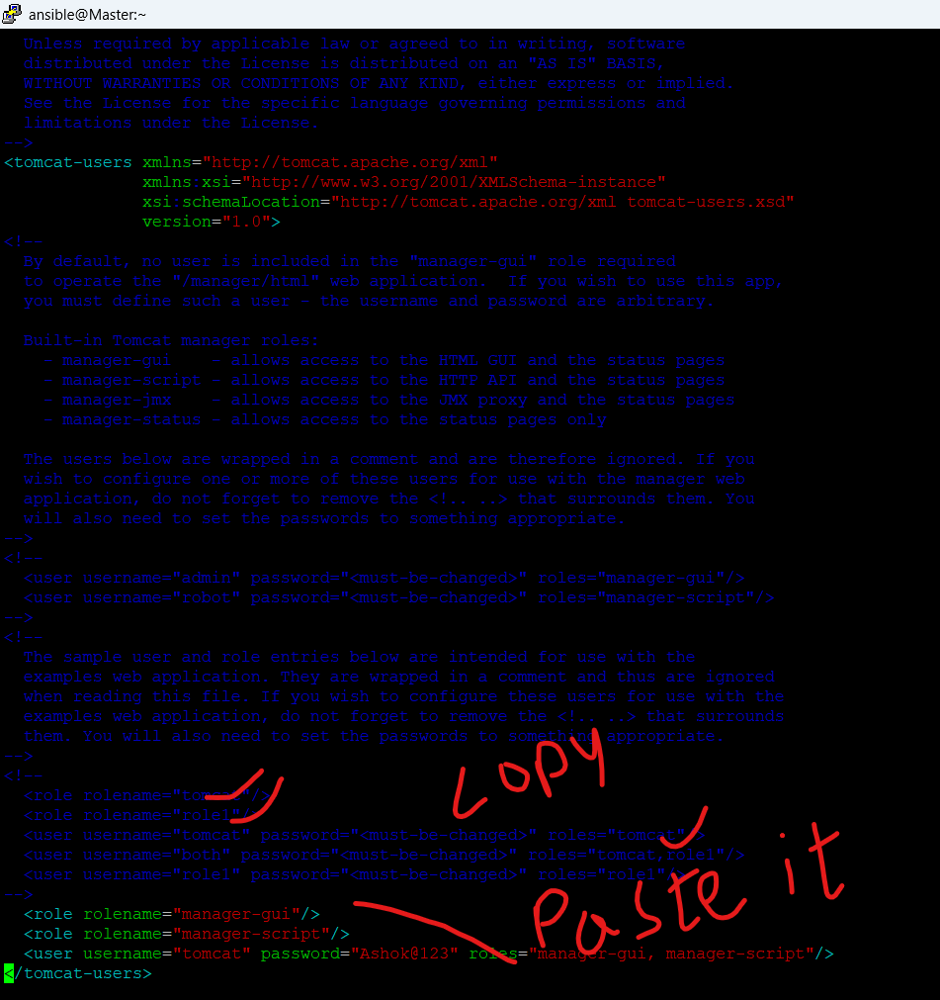 ansible@Master:~
Unless required by applicable law or agreed to in writing, software
distributed under the License is distributed on an "AS IS" BASIS,
WITHOUT WARRANTIES OR CONDITIONS OF ANY KIND, either express or implied.
See the License for the specific language governing permissions and
limitations under the License.
-->
<tomcat-users xmlns="http://tomcat.apache.org/xml"
xmlns:xsi="http://www.w3.org/2001/XMLSchema-instance"
xsi:schemaLocation="http://tomcat.apache.org/xml tomcat-users.xsd"
version="1.0">
<!--
By default, no user is included in the "manager-gui" role required
to operate the "/manager/html" web application.  If you wish to use this app,
you must define such a user - the username and password are arbitrary.
Built-in Tomcat manager roles:
- manager-gui    - allows access to the HTML GUI and the status pages
- manager-script - allows access to the HTTP API and the status pages
- manager-jmx    - allows access to the JMX proxy and the status pages
- manager-status - allows access to the status pages only
The users below are wrapped in a comment and are therefore ignored. If you
wish to configure one or more of these users for use with the manager web
application, do not forget to remove the <!.. ..> that surrounds them. You
will also need to set the passwords to something appropriate.
-->
<!--
<user username="admin" password="<must-be-changed>" roles="manager-gui"/>
<user username="robot" password="<must-be-changed>" roles="manager-script"/>
-->
<!--
The sample user and role entries below are intended for use with the
examples web application. They are wrapped in a comment and thus are ignored
when reading this file. If you wish to configure these users for use with the
examples web application, do not forget to remove the <!.. ..> that surrounds
them. You will also need to set the passwords to something appropriate.
-->
<!--
<role rolename="tomcat"/>
<role rolename="role1"/>
<user username="tomcat" password="<must-be-changed>" roles="tomcat"/>
<user username="both" password="<must-be-changed>" roles="tomcat,role1"/>
<user username="role1" password="<must-be-changed>" roles="role1"/>
-->
copy
Paste it
<role rolename="manager-gui"/>
<role rolename="manager-script"/>
<user username="tomcat" password="Ashok@123" roles="manager-gui, manager-script"/>
</tomcat-users>